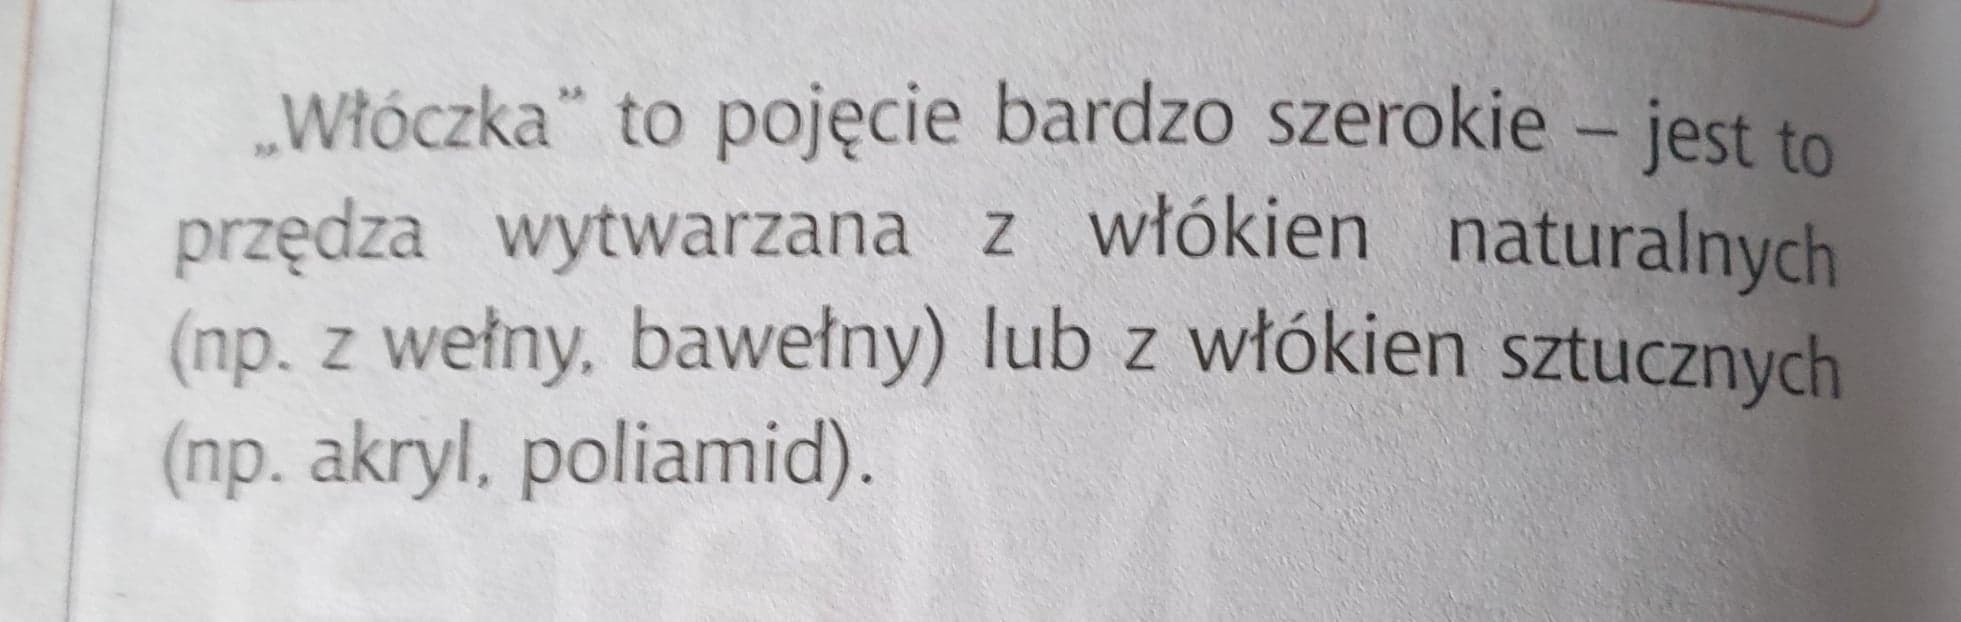 „Włóczka” to pojęcie bardzo szerokie – jest to
przędza wytwarzana z włókien naturalnych
(np. z wełny, bawełny) lub z włókien sztucznych
(np. akryl, poliamid).